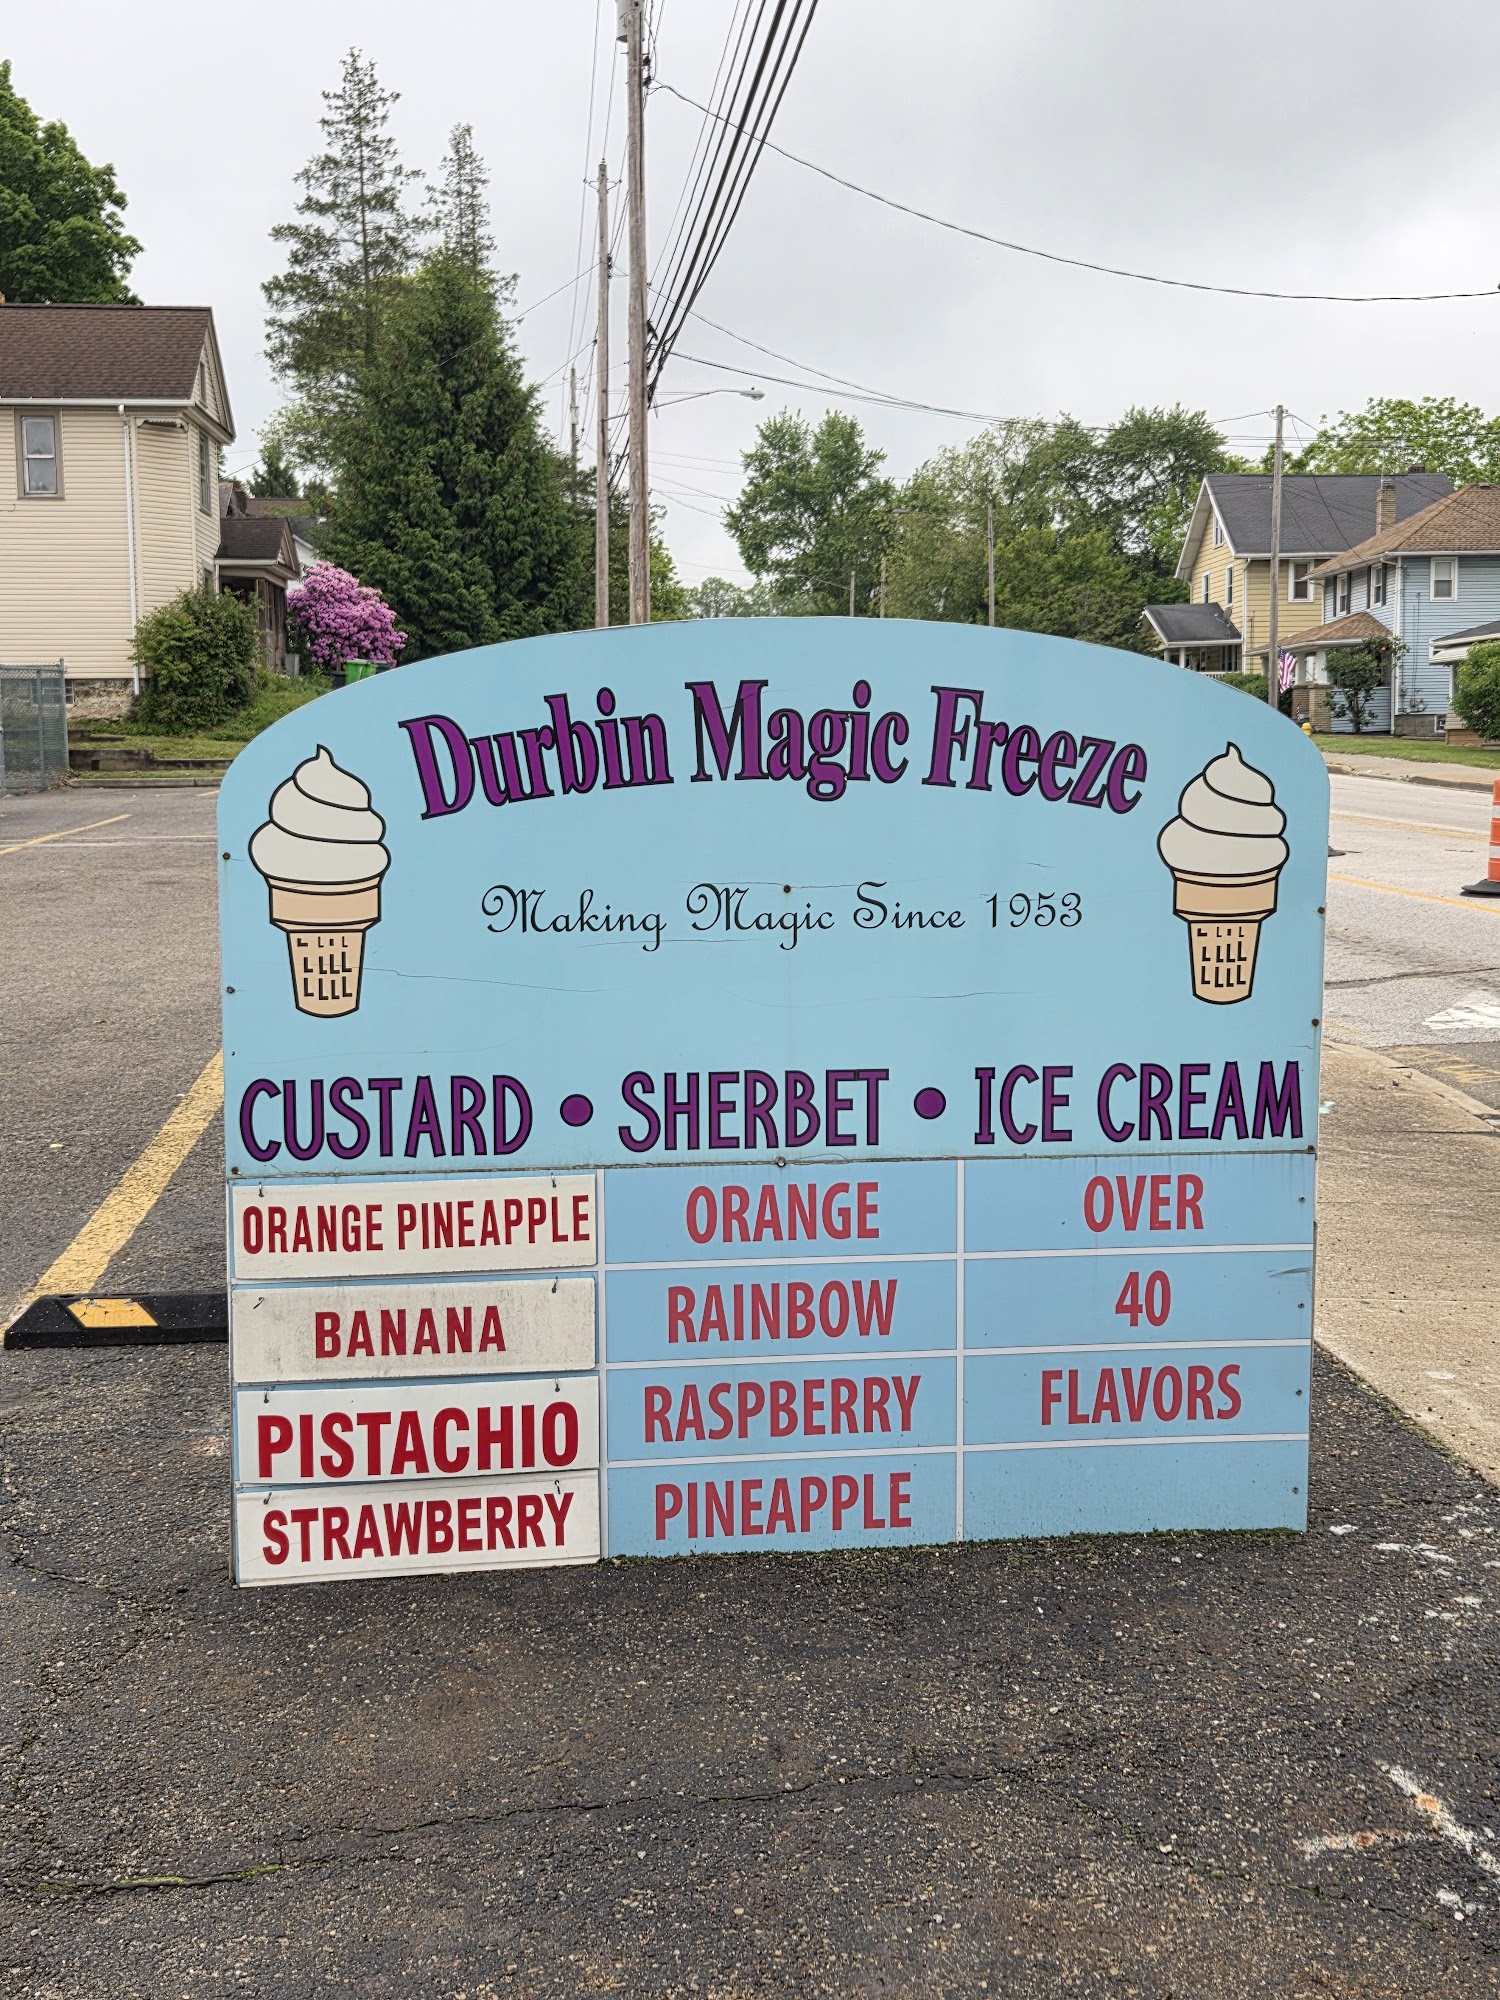 Durbin Magic Freeze
Making Magic Since 1953
CUSTARD • SHERBET • ICE CREAM
ORANGE PINEAPPLE
BANANA
PISTACHIO
STRAWBERRY
ORANGE
RAINBOW
RASPBERRY
PINEAPPLE
OVER
40
FLAVORS